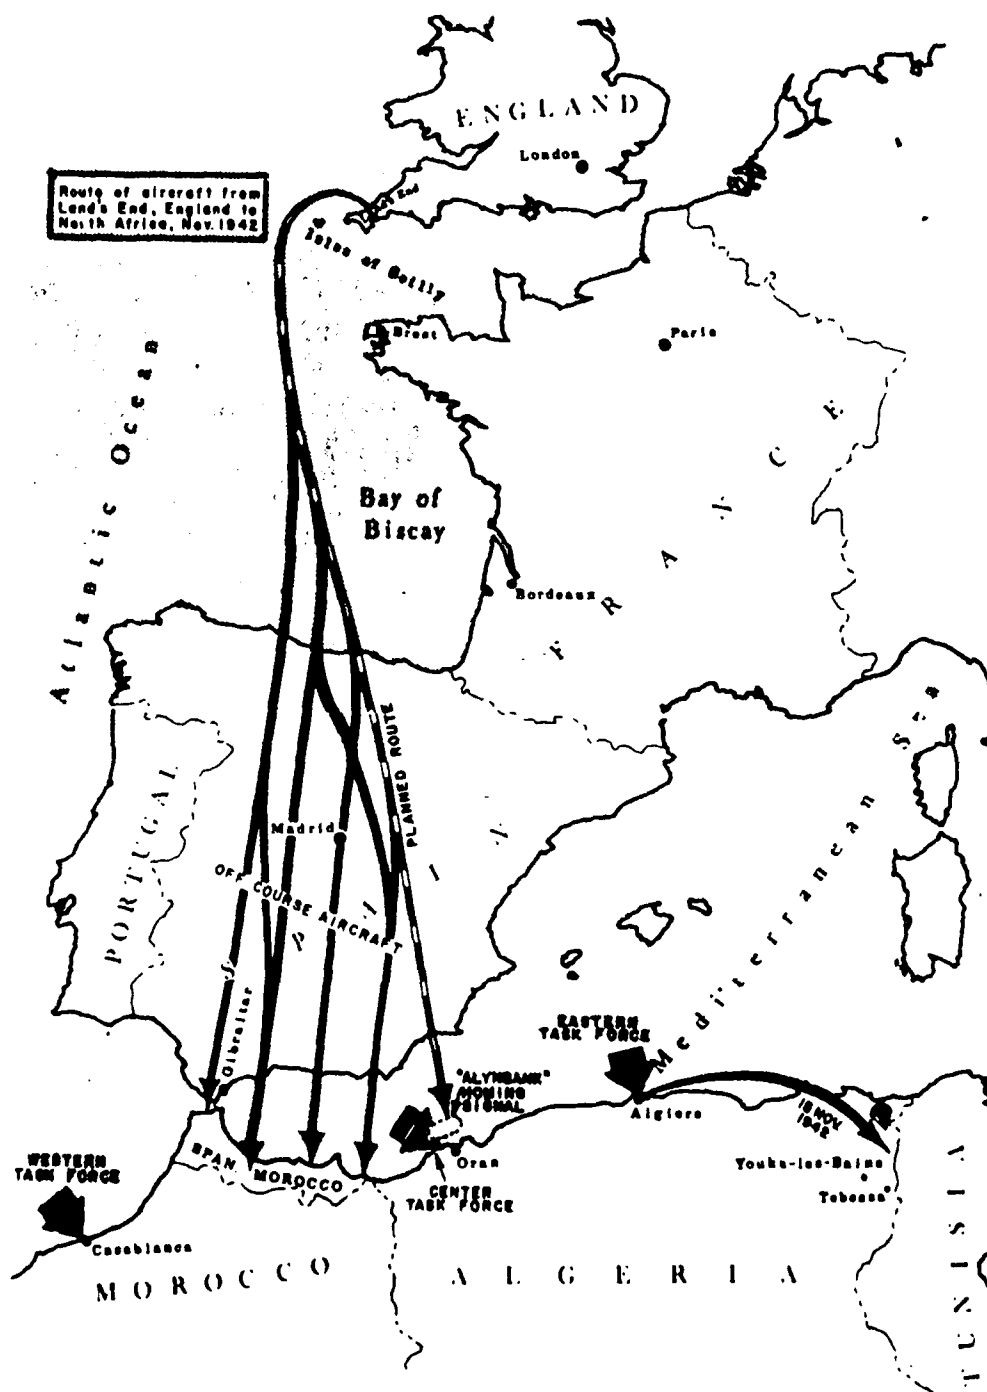 ENGLAND
London
Route of aircraft from
Land's End, England to
North Africa, Nov. 1942
Isles of Scilly
Brest
Paris
Atlantic Ocean
Bay of
Biscay
FRANCE
Bordeaux
PLANNED ROUTE
PORTUGAL
Madrid
OFF COURSE AIRCRAFT
SPAIN
Mediterranean Sea
Gibraltar
EASTERN
TASK FORCE
"ALYNBANK"
HOMING
SIGNAL
Algiers
18 NOV.
1942
WESTERN
TASK FORCE
SPAN. MOROCCO
Oran
CENTER
TASK FORCE
Youks-les-Bains
Tebessa
Casablanca
MOROCCO
ALGERIA
TUNISIA